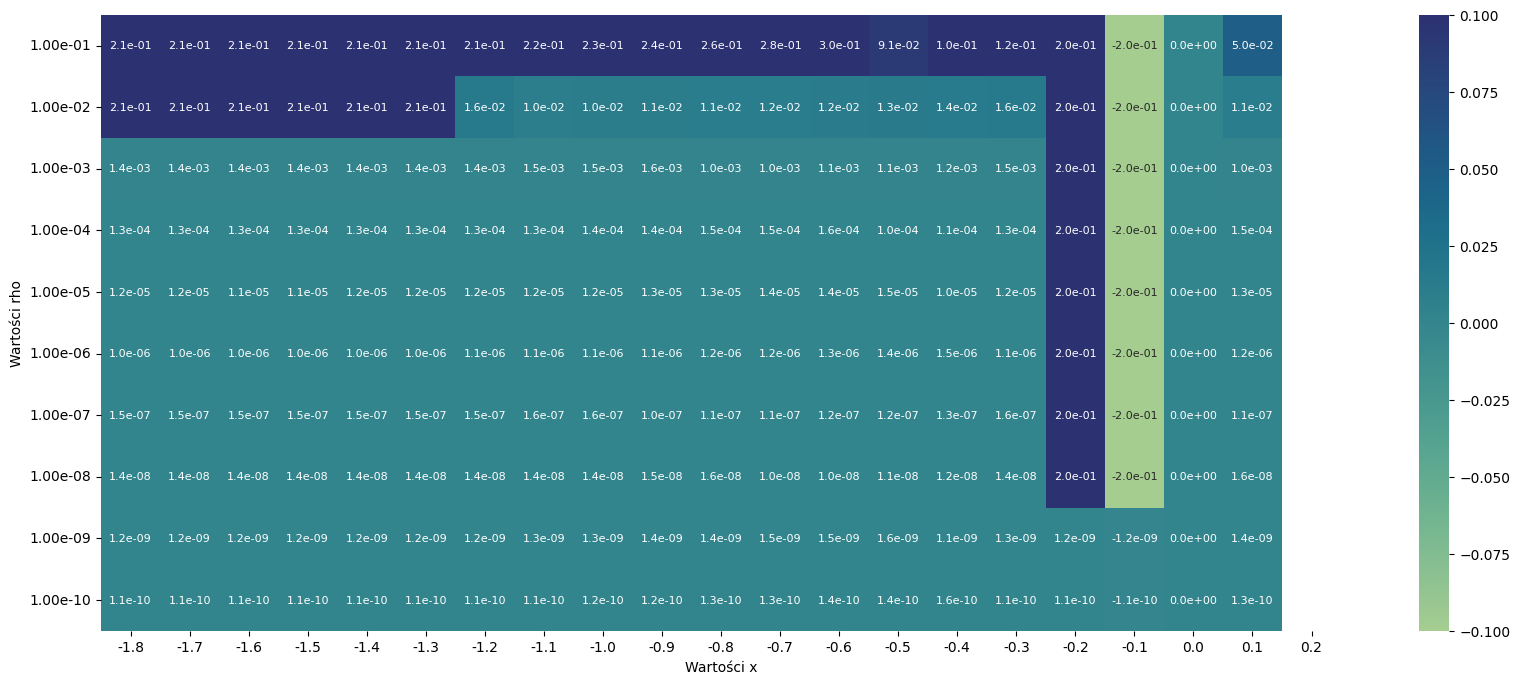 1.00e-01 2.1e-01 2.1e-01 2.1e-01 2.1e-01 2.1e-01 2.1e-01 2.1e-01 2.2e-01 2.3e-01 2.4e-01 2.6e-01 2.8e-01 3.0e-01 9.1e-02 1.0e-01 1.2e-01 2.0e-01 -2.0e-01 0.0e+00 5.0e-02
1.00e-02 2.1e-01 2.1e-01 2.1e-01 2.1e-01 2.1e-01 2.1e-01 1.6e-02 1.0e-02 1.0e-02 1.1e-02 1.1e-02 1.2e-02 1.2e-02 1.3e-02 1.4e-02 1.6e-02 2.0e-01 -2.0e-01 0.0e+00 1.1e-02
1.00e-03 1.4e-03 1.4e-03 1.4e-03 1.4e-03 1.4e-03 1.4e-03 1.4e-03 1.5e-03 1.5e-03 1.6e-03 1.0e-03 1.0e-03 1.1e-03 1.1e-03 1.2e-03 1.5e-03 2.0e-01 -2.0e-01 0.0e+00 1.0e-03
1.00e-04 1.3e-04 1.3e-04 1.3e-04 1.3e-04 1.3e-04 1.3e-04 1.3e-04 1.3e-04 1.4e-04 1.4e-04 1.5e-04 1.5e-04 1.6e-04 1.0e-04 1.1e-04 1.3e-04 2.0e-01 -2.0e-01 0.0e+00 1.5e-04
1.00e-05 1.2e-05 1.2e-05 1.1e-05 1.1e-05 1.2e-05 1.2e-05 1.2e-05 1.2e-05 1.2e-05 1.3e-05 1.3e-05 1.4e-05 1.4e-05 1.5e-05 1.0e-05 1.2e-05 2.0e-01 -2.0e-01 0.0e+00 1.3e-05
1.00e-06 1.0e-06 1.0e-06 1.0e-06 1.0e-06 1.0e-06 1.0e-06 1.1e-06 1.1e-06 1.1e-06 1.1e-06 1.2e-06 1.2e-06 1.3e-06 1.4e-06 1.5e-06 1.1e-06 2.0e-01 -2.0e-01 0.0e+00 1.2e-06
1.00e-07 1.5e-07 1.5e-07 1.5e-07 1.5e-07 1.5e-07 1.5e-07 1.5e-07 1.6e-07 1.6e-07 1.0e-07 1.1e-07 1.1e-07 1.2e-07 1.2e-07 1.3e-07 1.6e-07 2.0e-01 -2.0e-01 0.0e+00 1.1e-07
1.00e-08 1.4e-08 1.4e-08 1.4e-08 1.4e-08 1.4e-08 1.4e-08 1.4e-08 1.4e-08 1.4e-08 1.5e-08 1.6e-08 1.0e-08 1.0e-08 1.1e-08 1.2e-08 1.4e-08 2.0e-01 -2.0e-01 0.0e+00 1.6e-08
1.00e-09 1.2e-09 1.2e-09 1.2e-09 1.2e-09 1.2e-09 1.2e-09 1.2e-09 1.3e-09 1.3e-09 1.4e-09 1.4e-09 1.5e-09 1.5e-09 1.6e-09 1.1e-09 1.3e-09 1.2e-09 -1.2e-09 0.0e+00 1.4e-09
1.00e-10 1.1e-10 1.1e-10 1.1e-10 1.1e-10 1.1e-10 1.1e-10 1.1e-10 1.1e-10 1.2e-10 1.2e-10 1.3e-10 1.3e-10 1.4e-10 1.4e-10 1.6e-10 1.1e-10 1.1e-10 -1.1e-10 0.0e+00 1.3e-10
-1.8 -1.7 -1.6 -1.5 -1.4 -1.3 -1.2 -1.1 -1.0 -0.9 -0.8 -0.7 -0.6 -0.5 -0.4 -0.3 -0.2 -0.1 0.0 0.1 0.2
Wartości x
Wartości rho
0.100
0.075
0.050
0.025
0.000
−0.025
−0.050
−0.075
−0.100